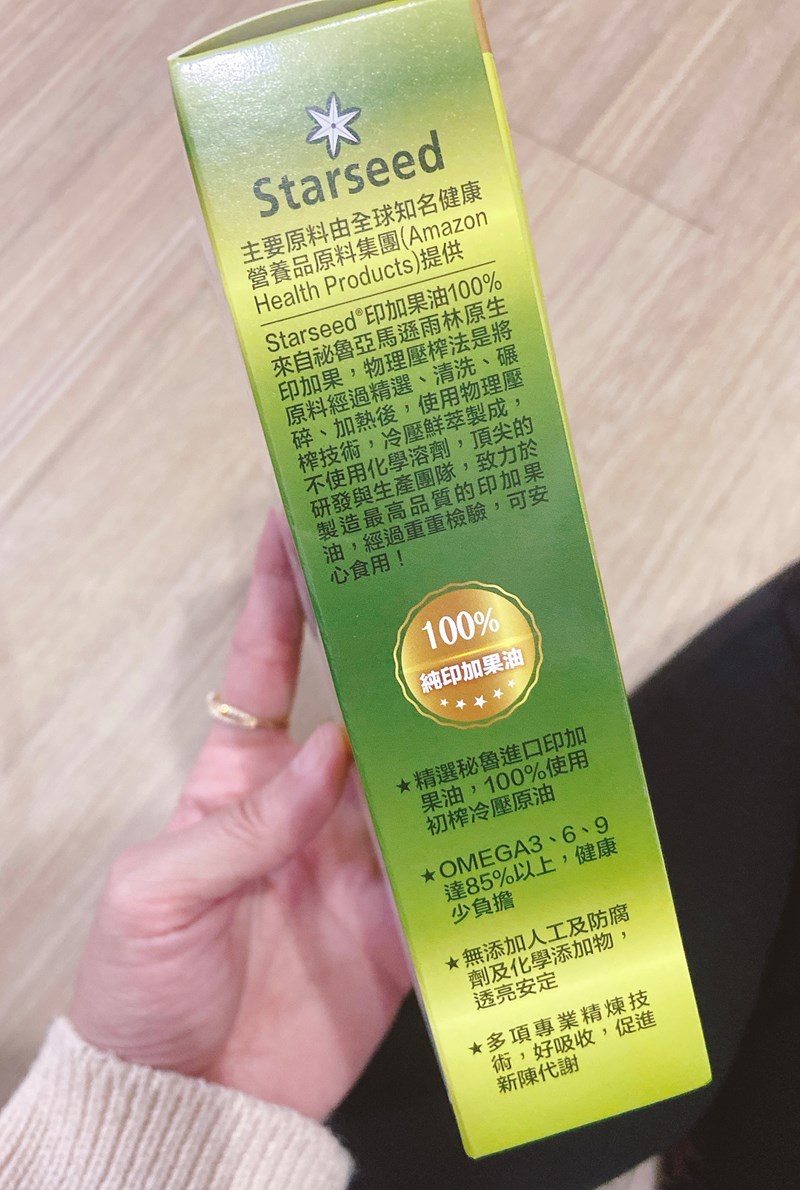 Starseed
主要原料由全球知名健康
營養品原料集團(Amazon
Health Products)提供
Starseed®印加果油100%
來自祕魯亞馬遜雨林原生
印加果，物理壓榨法是將
原料經過精選、清洗、碾
碎、加熱後，使用物理壓
榨技術，冷壓鮮萃製成，
不使用化學溶劑，頂尖的
研發與生產團隊，致力於
製造最高品質的印加果
油，經過重重檢驗，可安
心食用！
100%
純印加果油
★精選秘魯進口印加
果油，100%使用
初榨冷壓原油
★OMEGA3、6、9
達85%以上，健康
少負擔
★無添加人工及防腐
劑及化學添加物，
透亮安定
★多項專業精煉技
術，好吸收，促進
新陳代謝